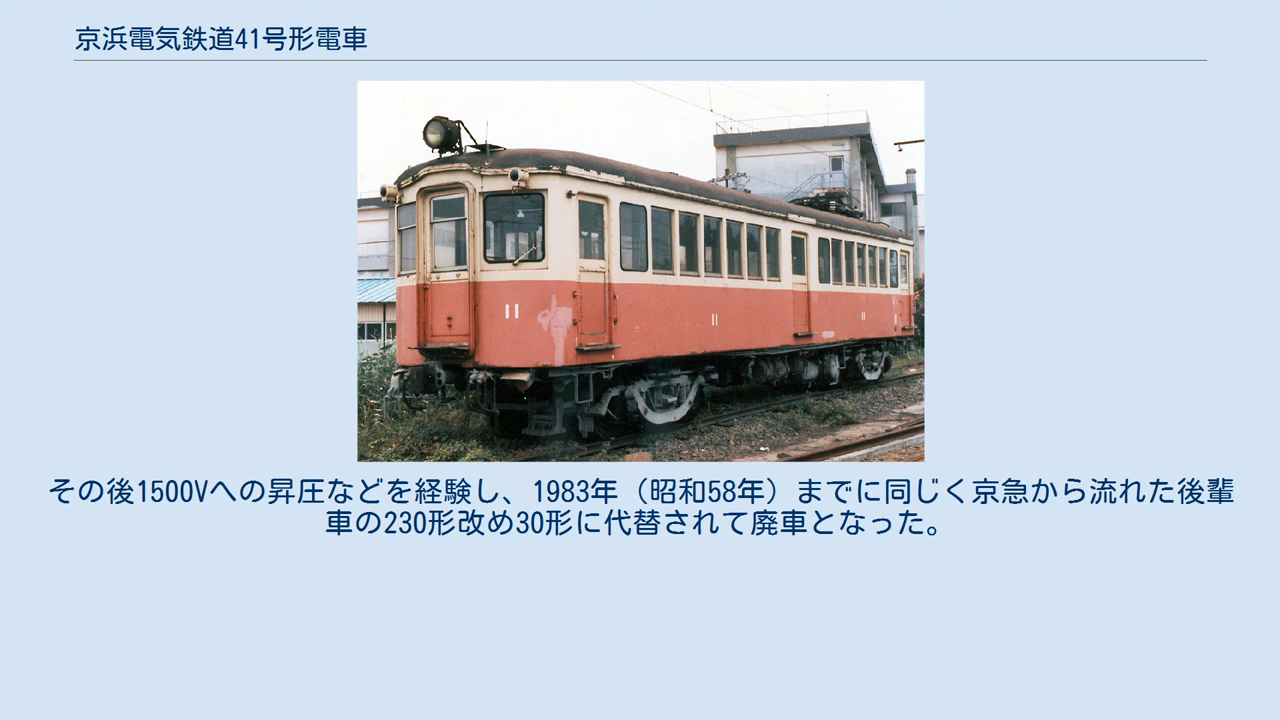 京浜電気鉄道41号形電車
11
11
11
その後1500Vへの昇圧などを経験し、1983年（昭和58年）までに同じく京急から流れた後輩
車の230形改め30形に代替されて廃車となった。